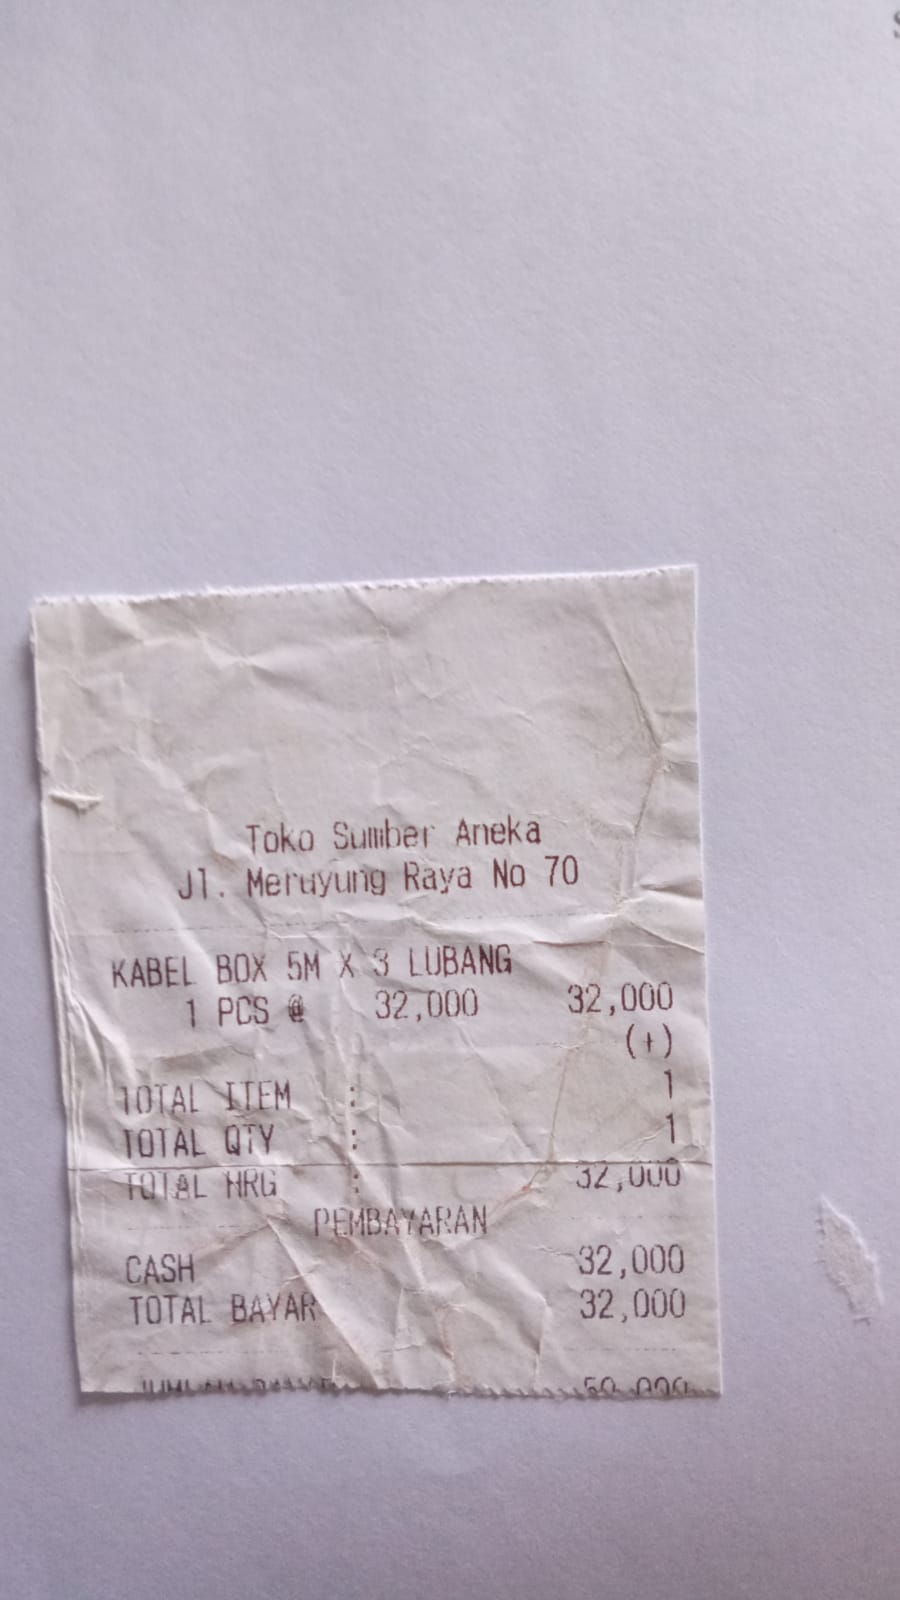 Toko Sumber Aneka
Jl. Meruyung Raya No 70
KABEL BOX 5M X 3 LUBANG
1 PCS @ 32,000 32,000
(+)
TOTAL ITEM : 1
TOTAL QTY : 1
TOTAL HRG : 32,000
PEMBAYARAN
CASH 32,000
TOTAL BAYAR 32,000
50,000